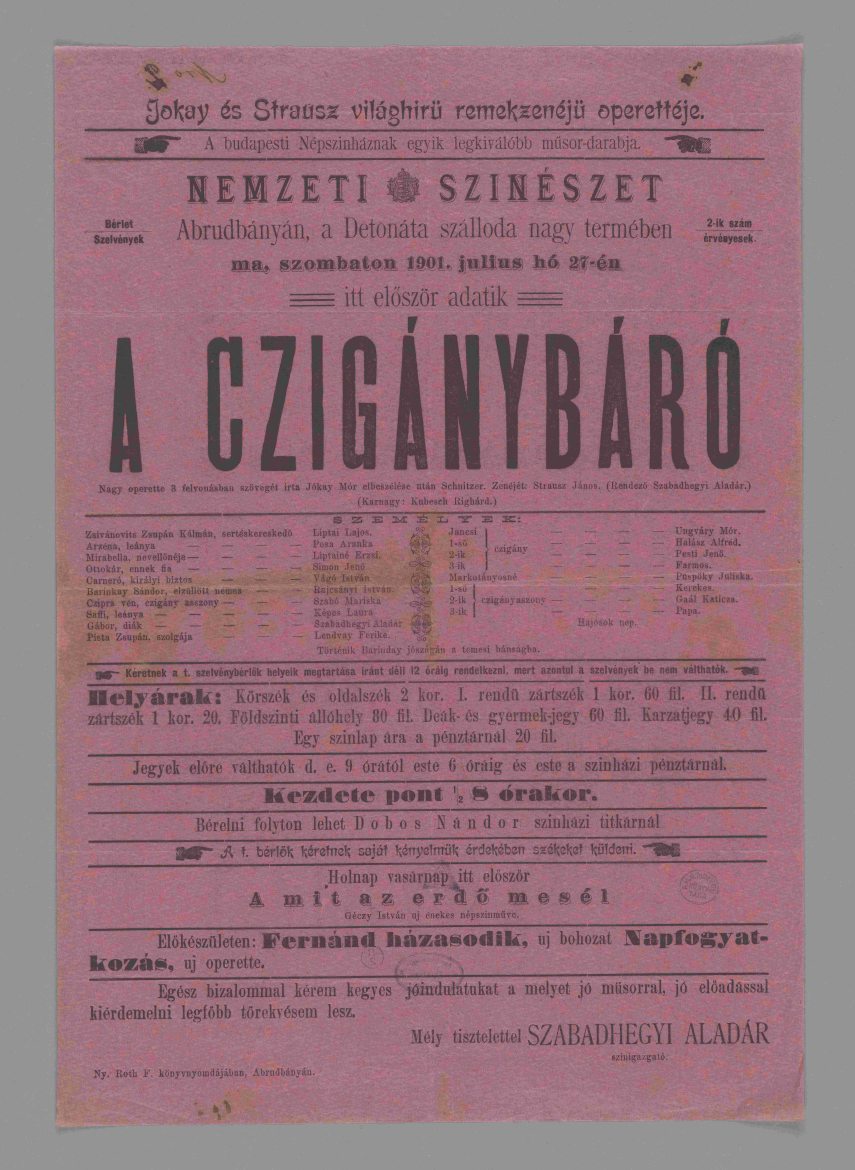 Jokay és Strausz világhirü remekzenéjü operettéje.
A budapesti Népszinháznak egyik legkiválóbb műsor-darabja.
NEMZETI SZINÉSZET
Bérlet Szelvények
Abrudbányán, a Detonáta szálloda nagy termében
2-ik szám érvényesek.
ma, szombaton 1901. julius hó 27-én
itt először adatik
A CZIGÁNYBÁRÓ
Nagy operette 3 felvonásban szövegét irta Jókay Mór elbeszélése után Schnitzer. Zenéjét: Strausz János. (Rendező Szabadhegyi Aladár.)
(Karnagy: Kubesch Righárd.)
SZEMÉLYEK:
Zsivánovits Zsupán Kálmán, sertéskereskedő Liptai Lajos.
Arzéna, leánya — — — — Posa Aranka
Mirabella, nevelőnéje — — — Liptainé Erzsi.
Ottokár, ennek fia — — — Simon Jenő
Carneró, királyi biztos — — — Vágó István
Barinkay Sándor, elzüllött nemes — Rajcsányi István
Czipra vén, czigány asszony — — — Szabó Mariska
Saffi, leánya — — — — Képes Laura
Gábor, diák — — — — Szabadhegyi Aladár
Pista Zsupán, szolgája — — — Lendvay Ferike.
Jancsi — — — — Ungváry Mór.
1-ső czigány — — — — Halász Alfréd.
2-ik — — — — Pesti Jenő.
3-ik — — — — Farmos.
Markotányosné — — — — Püspöky Juliska.
1-ső — — — — Kerekes.
2-ik czigányaszony — — — — Gaál Katicza.
3-ik — — — — Papa.
Hajósok nép.
Történik Barinday jószágán a temesi bánságba.
Kéretnek a t. szelvénybérlők helyeik megtartása iránt déli 12 óráig rendelkezni, mert azontul a szelvények be nem válthatók.
Helyárak: Körszék és oldalszék 2 kor. I. rendü zártszék 1 kor. 60 fil. II. rendü
zártszék 1 kor. 20. Földszinti állóhely 80 fil. Deák- és gyermek-jegy 60 fil. Karzatjegy 40 fil.
Egy szinlap ára a pénztárnál 20 fil.
Jegyek előre válthatók d. e. 9 órától este 6 óráig és este a szinházi pénztárnál.
Kezdete pont 1/2 8 órakor.
Bérelni folyton lehet Dobos Nándor szinházi titkárnál
A t. bérlők kéretnek saját kényelmük érdekében székeket küldeni.
Holnap vasárnap itt először
A mit az erdő mesél
Géczy István uj énekes népszinműve.
Előkészületen: Fernánd házasodik, uj bohozat Napfogyat-
kozás, uj operette.
Egész bizalommal kérem kegyes jóindulatukat a melyet jó műsorral, jó előadással
kiérdemelni legfőbb törekvésem lesz.
Mély tisztelettel SZABADHEGYI ALADÁR
szinigazgató.
Ny. Roth F. könyvnyomdájában, Abrudbányán.